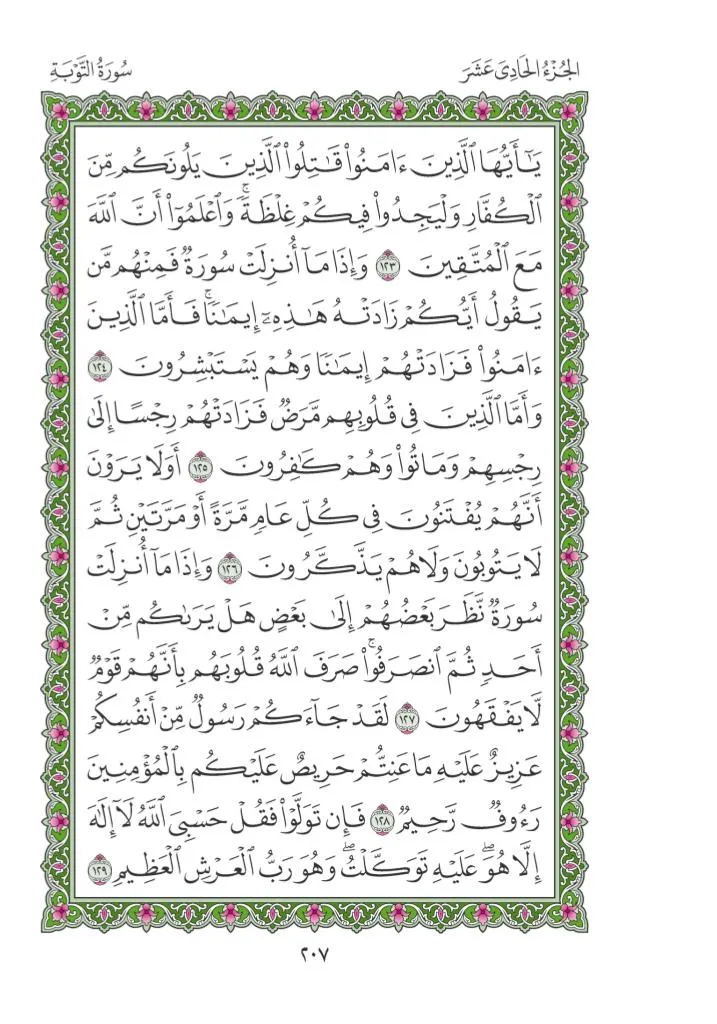 الجُزْءُ الحَادِى عَشَرَ
سُورَةُ التَّوْبَةِ
يَـٰٓأَيُّهَا ٱلَّذِينَ ءَامَنُوا۟ قَـٰتِلُوا۟ ٱلَّذِينَ يَلُونَكُم مِّنَ
ٱلْكُفَّارِ وَلْيَجِدُوا۟ فِيكُمْ غِلْظَةً ۚ وَٱعْلَمُوٓا۟ أَنَّ ٱللَّهَ
مَعَ ٱلْمُتَّقِينَ ١٢٣ وَإِذَا مَآ أُنزِلَتْ سُورَةٌ فَمِنْهُم مَّن
يَقُولُ أَيُّكُمْ زَادَتْهُ هَـٰذِهِۦٓ إِيمَـٰنًا ۚ فَأَمَّا ٱلَّذِينَ
ءَامَنُوا۟ فَزَادَتْهُمْ إِيمَـٰنًا وَهُمْ يَسْتَبْشِرُونَ ١٢٤
وَأَمَّا ٱلَّذِينَ فِى قُلُوبِهِم مَّرَضٌ فَزَادَتْهُمْ رِجْسًا إِلَىٰ
رِجْسِهِمْ وَمَاتُوا۟ وَهُمْ كَـٰفِرُونَ ١٢٥ أَوَلَا يَرَوْنَ
أَنَّهُمْ يُفْتَنُونَ فِى كُلِّ عَامٍ مَّرَّةً أَوْ مَرَّتَيْنِ ثُمَّ
لَا يَتُوبُونَ وَلَا هُمْ يَذَّكَّرُونَ ١٢٦ وَإِذَا مَآ أُنزِلَتْ
سُورَةٌ نَّظَرَ بَعْضُهُمْ إِلَىٰ بَعْضٍ هَلْ يَرَىٰكُم مِّنْ
أَحَدٍ ثُمَّ ٱنصَرَفُوا۟ ۚ صَرَفَ ٱللَّهُ قُلُوبَهُم بِأَنَّهُمْ قَوْمٌ
لَّا يَفْقَهُونَ ١٢٧ لَقَدْ جَآءَكُمْ رَسُولٌ مِّنْ أَنفُسِكُمْ
عَزِيزٌ عَلَيْهِ مَا عَنِتُّمْ حَرِيصٌ عَلَيْكُم بِٱلْمُؤْمِنِينَ
رَءُوفٌ رَّحِيمٌ ١٢٨ فَإِن تَوَلَّوْا۟ فَقُلْ حَسْبِىَ ٱللَّهُ لَآ إِلَـٰهَ
إِلَّا هُوَ ۖ عَلَيْهِ تَوَكَّلْتُ ۖ وَهُوَ رَبُّ ٱلْعَرْشِ ٱلْعَظِيمِ ١٢٩
٢٠٧